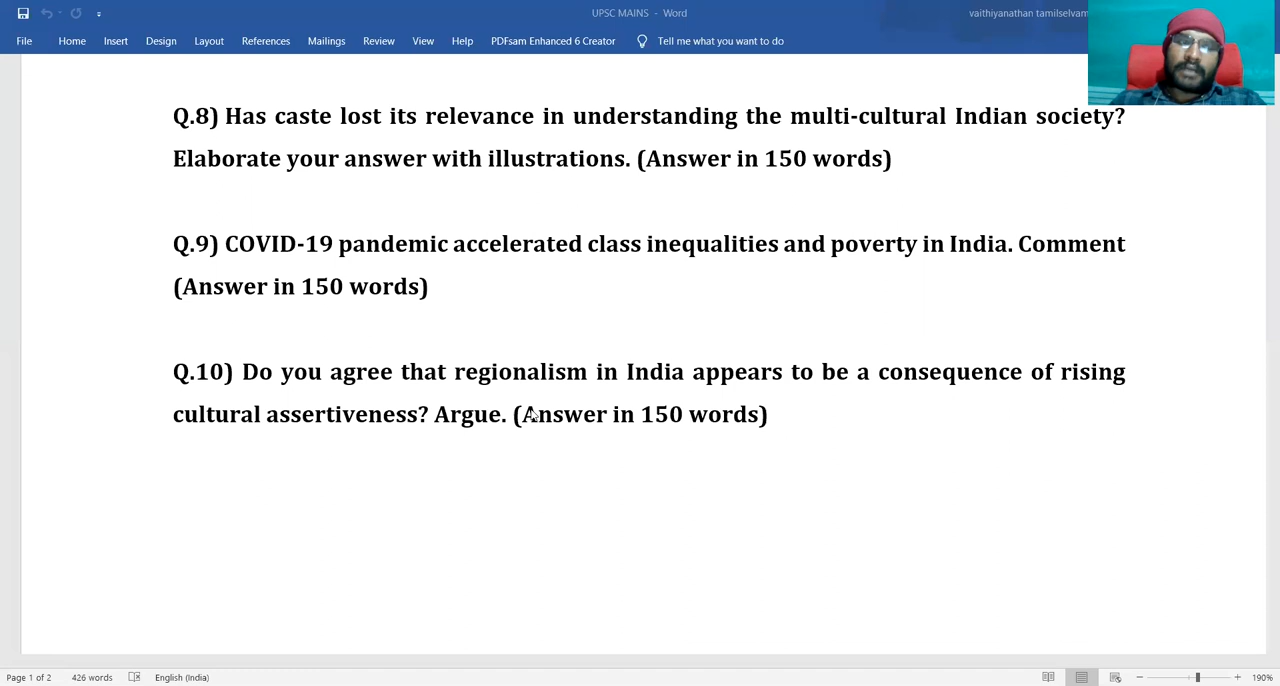 UPSC MAINS - Word
vaithiyanathan tamilselvam
File Home Insert Design Layout References Mailings Review View Help PDFsam Enhanced 6 Creator Tell me what you want to do
Q.8) Has caste lost its relevance in understanding the multi-cultural Indian society?
Elaborate your answer with illustrations. (Answer in 150 words)
Q.9) COVID-19 pandemic accelerated class inequalities and poverty in India. Comment
(Answer in 150 words)
Q.10) Do you agree that regionalism in India appears to be a consequence of rising
cultural assertiveness? Argue. (Answer in 150 words)
Page 1 of 2 426 words English (India) 190%